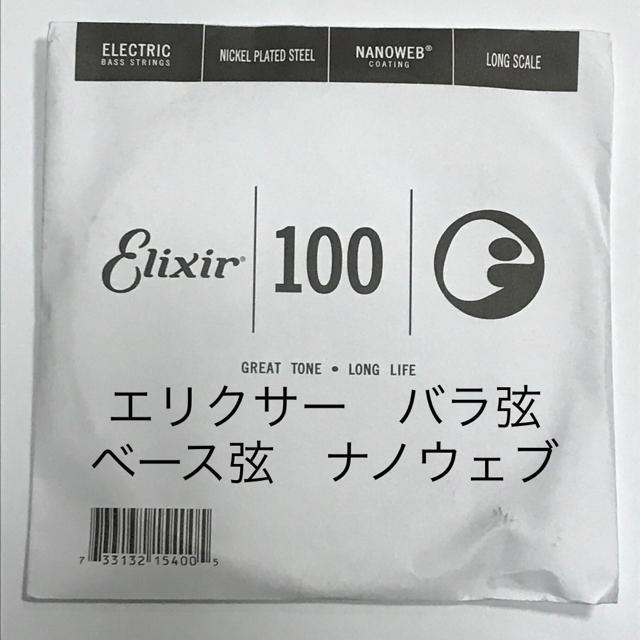 ELECTRIC
BASS STRINGS
NICKEL PLATED STEEL
NANOWEB®
COATING
LONG SCALE
Elixir®
100
GREAT TONE • LONG LIFE
エリクサー　バラ弦
ベース弦　ナノウェブ
7 33132 15400 5